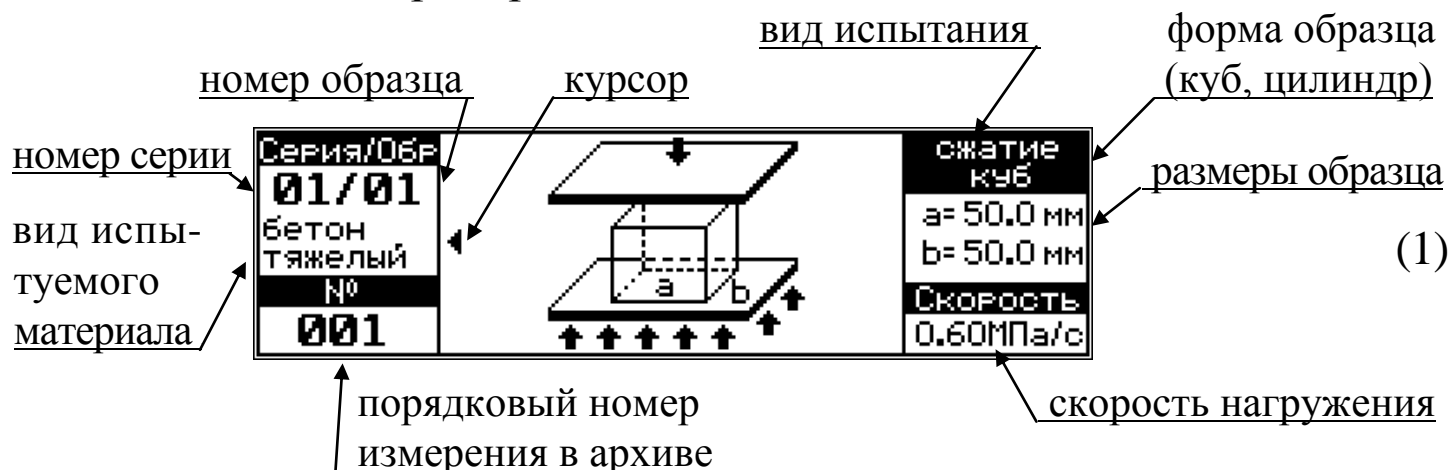 вид испытания
форма образца
(куб, цилиндр)
номер образца
курсор
номер серии
вид испы-
туемого
материала
Серия/Обр
01/01
бетон
тяжелый
№
001
a
b
сжатие
куб
a= 50.0 мм
b= 50.0 мм
Скорость
0.60МПа/с
размеры образца
(1)
скорость нагружения
порядковый номер
измерения в архиве